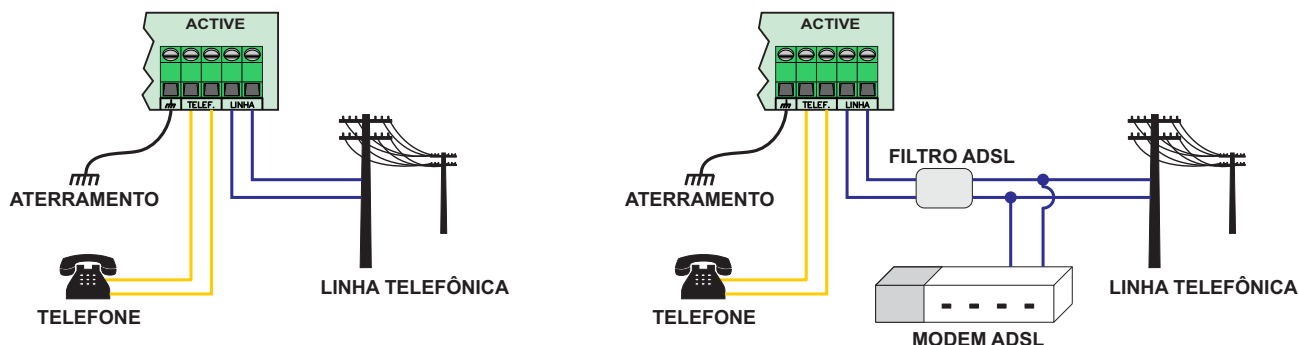 ACTIVE
TELEF. LINHA
ATERRAMENTO
TELEFONE
LINHA TELEFÔNICA
ACTIVE
TELEF. LINHA
FILTRO ADSL
ATERRAMENTO
TELEFONE
MODEM ADSL
LINHA TELEFÔNICA